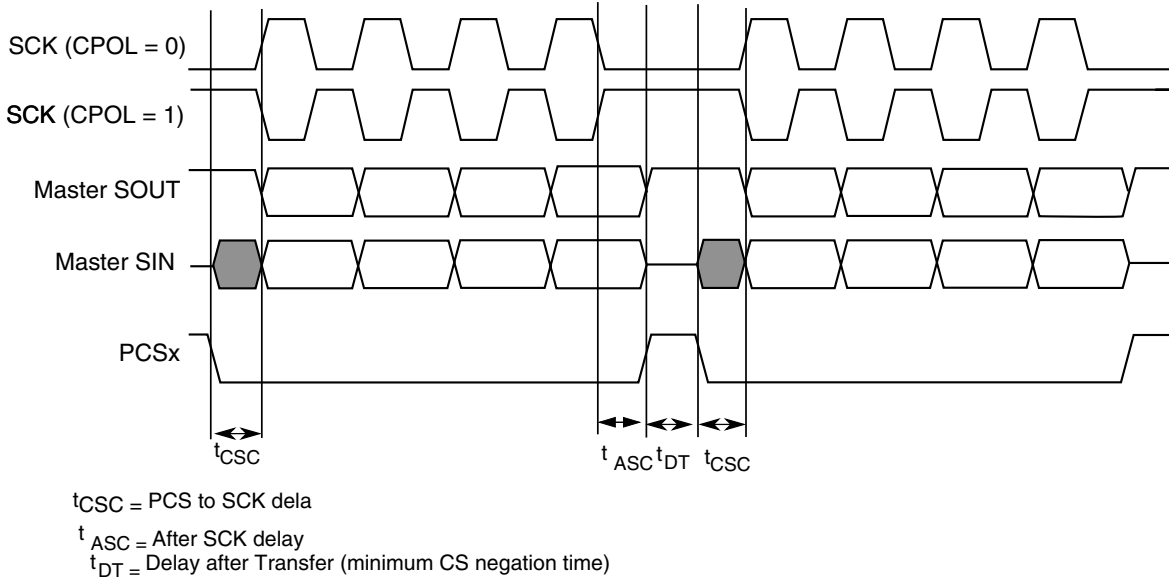 SCK (CPOL = 0)
SCK (CPOL = 1)
Master SOUT
Master SIN
PCSx
tCSC
t ASC
tDT
tCSC
tCSC = PCS to SCK dela
t ASC = After SCK delay
tDT = Delay after Transfer (minimum CS negation time)